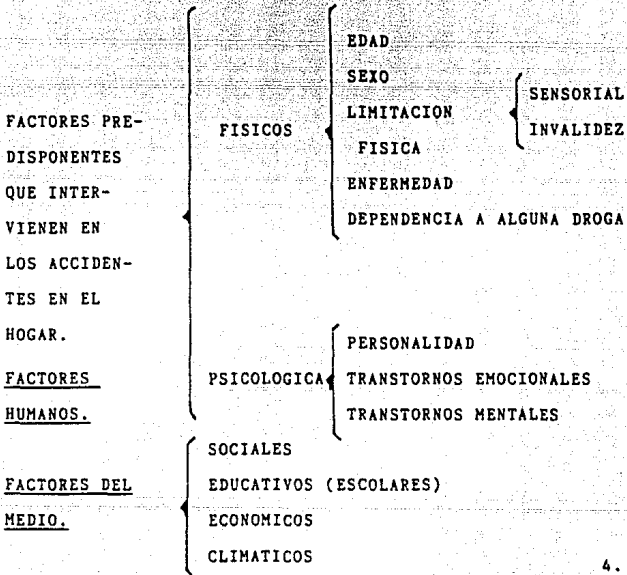 FACTORES PRE-
DISPONENTES
QUE INTER-
VIENEN EN
LOS ACCIDEN-
TES EN EL
HOGAR.
FACTORES
HUMANOS.
FISICOS
EDAD
SEXO
LIMITACION
FISICA
SENSORIAL
INVALIDEZ
ENFERMEDAD
DEPENDENCIA A ALGUNA DROGA
PSICOLOGICA
PERSONALIDAD
TRANSTORNOS EMOCIONALES
TRANSTORNOS MENTALES
FACTORES DEL
MEDIO.
SOCIALES
EDUCATIVOS (ESCOLARES)
ECONOMICOS
CLIMATICOS
4.